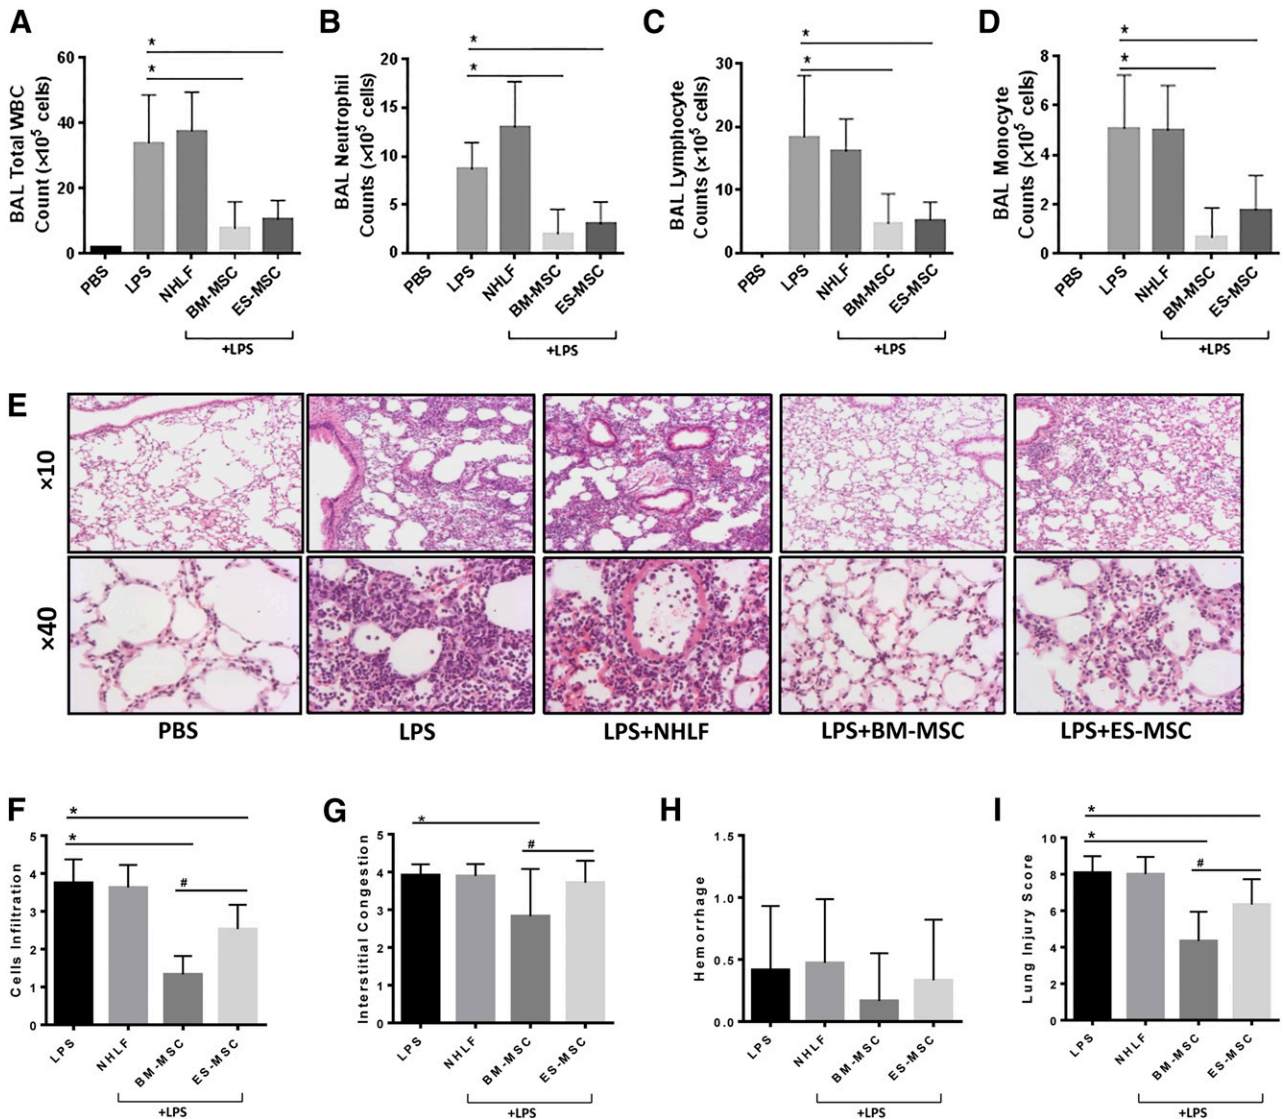 A
BAL Total WBC
Count (×10⁵ cells)
60
40
20
0
*
*
PBS
LPS
NHLF
BM-MSC
ES-MSC
+LPS
B
BAL Neutrophil
Counts (×10⁵ cells)
20
15
10
5
0
*
*
PBS
LPS
NHLF
BM-MSC
ES-MSC
+LPS
C
BAL Lymphocyte
Counts (×10⁵ cells)
30
20
10
0
*
*
PBS
LPS
NHLF
BM-MSC
ES-MSC
+LPS
D
BAL Monocyte
Counts (×10⁵ cells)
8
6
4
2
0
*
*
PBS
LPS
NHLF
BM-MSC
ES-MSC
+LPS
E
×10
×40
PBS
LPS
LPS+NHLF
LPS+BM-MSC
LPS+ES-MSC
F
Cells Infiltration
5
4
3
2
1
0
*
*
#
LPS
NHLF
BM-MSC
ES-MSC
+LPS
G
Interstitial Congestion
5
4
3
2
1
0
*
#
LPS
NHLF
BM-MSC
ES-MSC
+LPS
H
Hemorrhage
1.5
1.0
0.5
0.0
LPS
NHLF
BM-MSC
ES-MSC
+LPS
I
Lung Injury Score
10
8
6
4
2
0
*
*
#
LPS
NHLF
BM-MSC
ES-MSC
+LPS